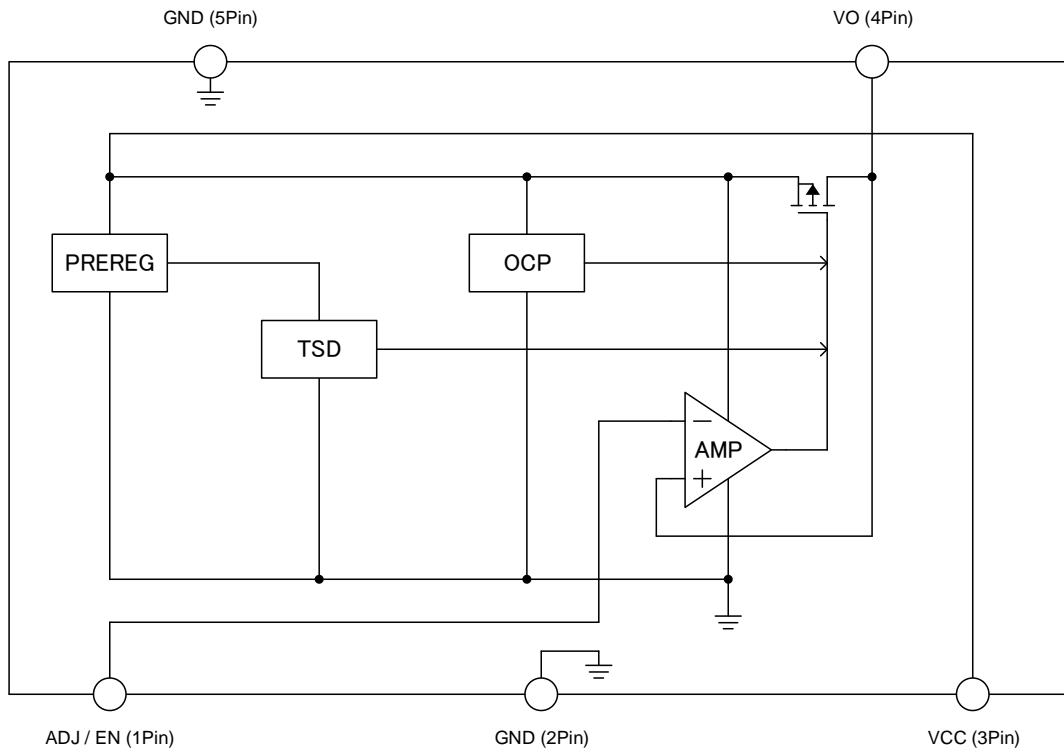 GND (5Pin)
VO (4Pin)
PREREG
OCP
TSD
AMP
ADJ / EN (1Pin)
GND (2Pin)
VCC (3Pin)